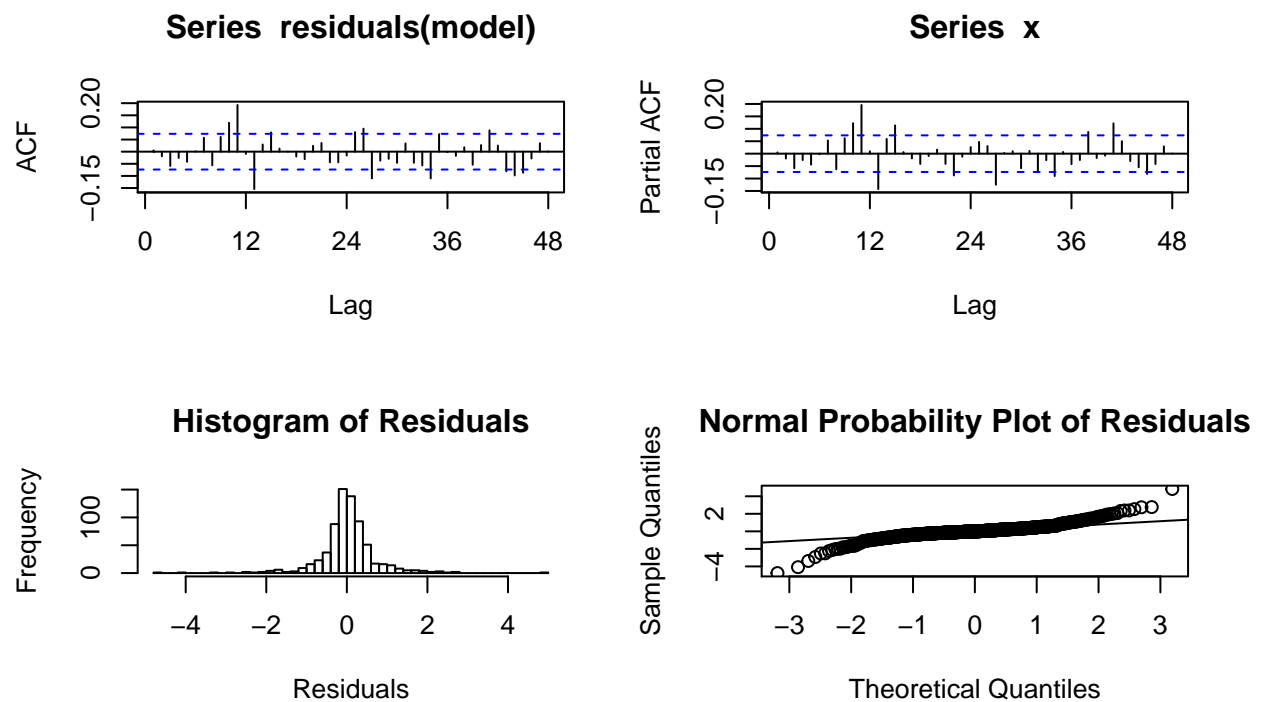 Series  residuals(model)
ACF
0.20
−0.15
0 12 24 36 48
Lag
Series  x
Partial ACF
0.20
−0.15
0 12 24 36 48
Lag
Histogram of Residuals
Frequency
100
0
−4 −2 0 2 4
Residuals
Normal Probability Plot of Residuals
Sample Quantiles
2
−4
−3 −2 −1 0 1 2 3
Theoretical Quantiles